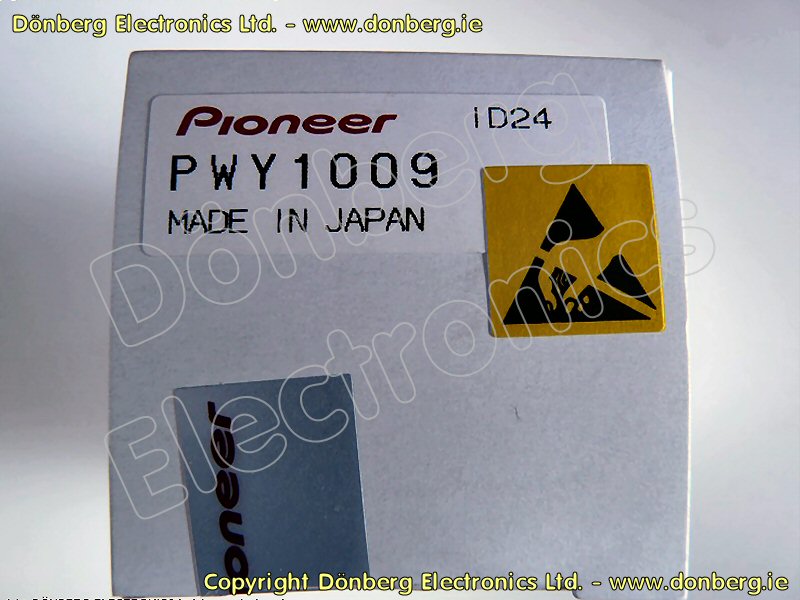 Dönberg Electronics Ltd. - www.donberg.ie
Pioneer ID24
PWY1009
MADE IN JAPAN
Dönberg
Electronics
Pioneer
Copyright Dönberg Electronics Ltd. - www.donberg.ie